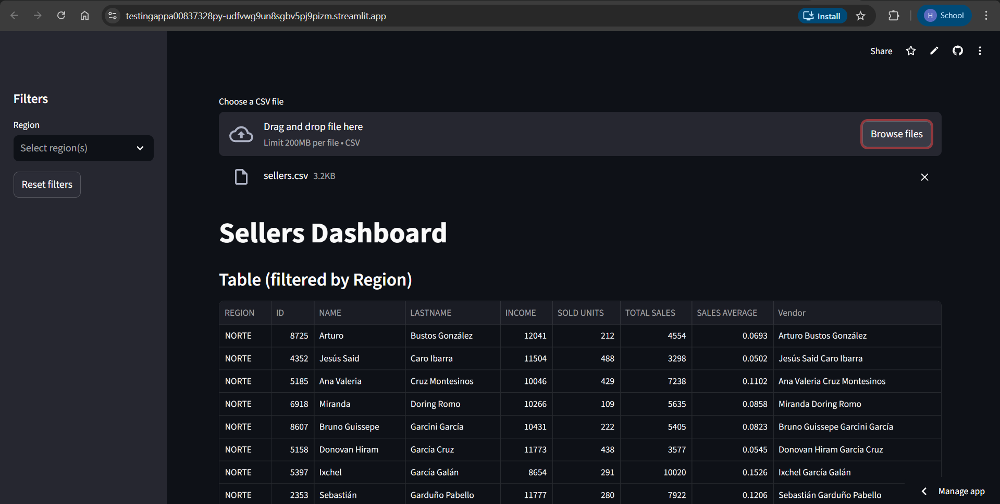 testingappa00837328py-udfvwg9un8sgbv5pj9pizm.streamlit.app Install H School
Share
Filters
Region
Select region(s)
Reset filters
Choose a CSV file
Drag and drop file here
Limit 200MB per file • CSV
Browse files
sellers.csv 3.2KB
Sellers Dashboard
Table (filtered by Region)
REGION ID NAME LASTNAME INCOME SOLD UNITS TOTAL SALES SALES AVERAGE Vendor
NORTE 8725 Arturo Bustos González 12041 212 4554 0.0693 Arturo Bustos González
NORTE 4352 Jesús Said Caro Ibarra 11504 488 3298 0.0502 Jesús Said Caro Ibarra
NORTE 5185 Ana Valeria Cruz Montesinos 10046 429 7238 0.1102 Ana Valeria Cruz Montesinos
NORTE 6918 Miranda Doring Romo 10266 109 5635 0.0858 Miranda Doring Romo
NORTE 8607 Bruno Guissepe Garcini García 10431 222 5405 0.0823 Bruno Guissepe Garcini García
NORTE 5158 Donovan Hiram García Cruz 11773 438 3577 0.0545 Donovan Hiram García Cruz
NORTE 5397 Ixchel García Galán 8654 291 10020 0.1526 Ixchel García Galán
NORTE 2353 Sebastián Garduño Pabello 11777 280 7922 0.1206 Sebastián Garduño Pabello
Manage app